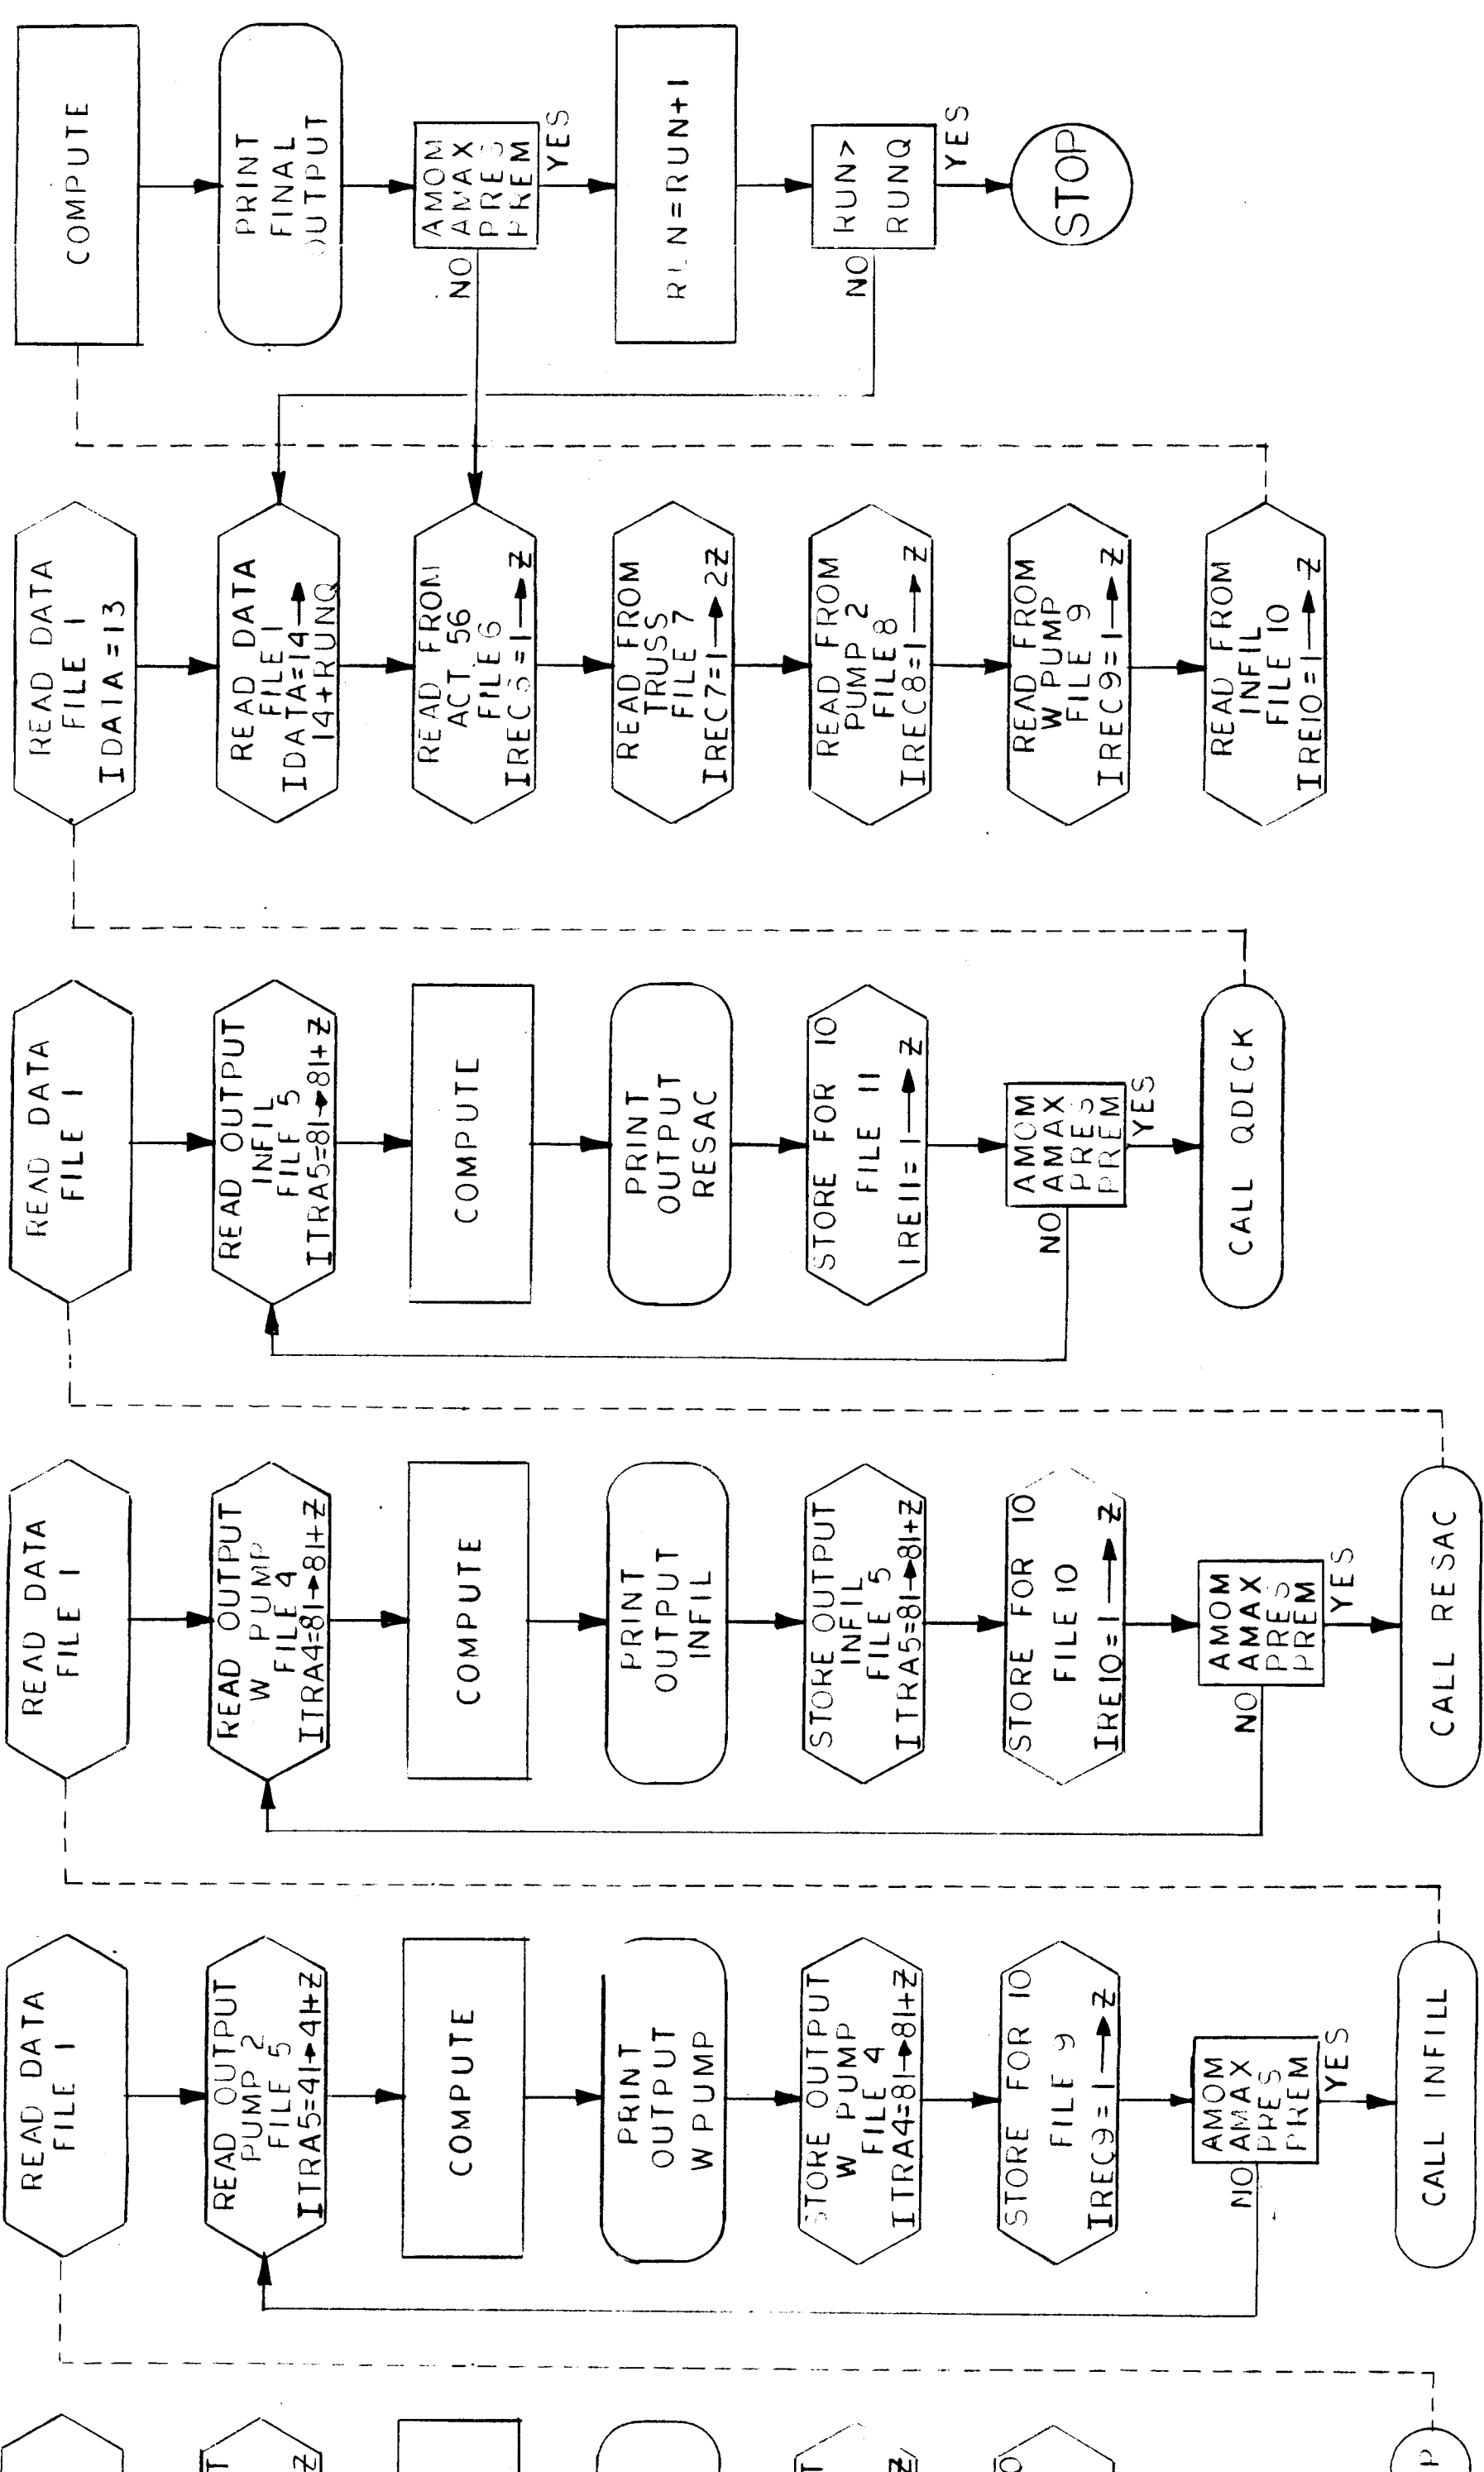 READ DATA
FILE 1
READ OUTPUT
PUMP 2
FILE 5
ITRA5=41→41+Z
COMPUTE
PRINT
OUTPUT
W PUMP
STORE OUTPUT
W PUMP
FILE 4
ITRA4=81→81+Z
STORE FOR 10
FILE 9
IREC9=1→Z
AMOM
AMAX
PRES
PREM
NO
YES
CALL INFILL
READ DATA
FILE 1
READ OUTPUT
W PUMP
FILE 4
ITRA4=81→81+Z
COMPUTE
PRINT
OUTPUT
INFIL
STORE OUTPUT
INFIL
FILE 5
ITRA5=81→81+Z
STORE FOR 10
FILE 10
IRE10=1→Z
AMOM
AMAX
PRES
PREM
NO
YES
CALL RESAC
READ DATA
FILE 1
READ OUTPUT
INFIL
FILE 5
ITRA5=81→81+Z
COMPUTE
PRINT
OUTPUT
RESAC
STORE FOR 10
FILE 11
IRE11=1→Z
AMOM
AMAX
PRES
PREM
NO
YES
CALL QDECK
READ DATA
FILE 1
IDATA=13
READ DATA
FILE 1
IDATA=14→
14+RUNQ
READ FROM
ACT 56
FILE 6
IREC6=1→Z
READ FROM
TRUSS
FILE 7
IREC7=1→2Z
READ FROM
PUMP 2
FILE 8
IREC8=1→Z
READ FROM
W PUMP
FILE 9
IREC9=1→Z
READ FROM
INFIL
FILE 10
IRE10=1→Z
COMPUTE
PRINT
FINAL
OUTPUT
AMOM
AMAX
PRES
PREM
NO
YES
RUN=RUN+1
RUN>
RUNQ
NO
YES
STOP